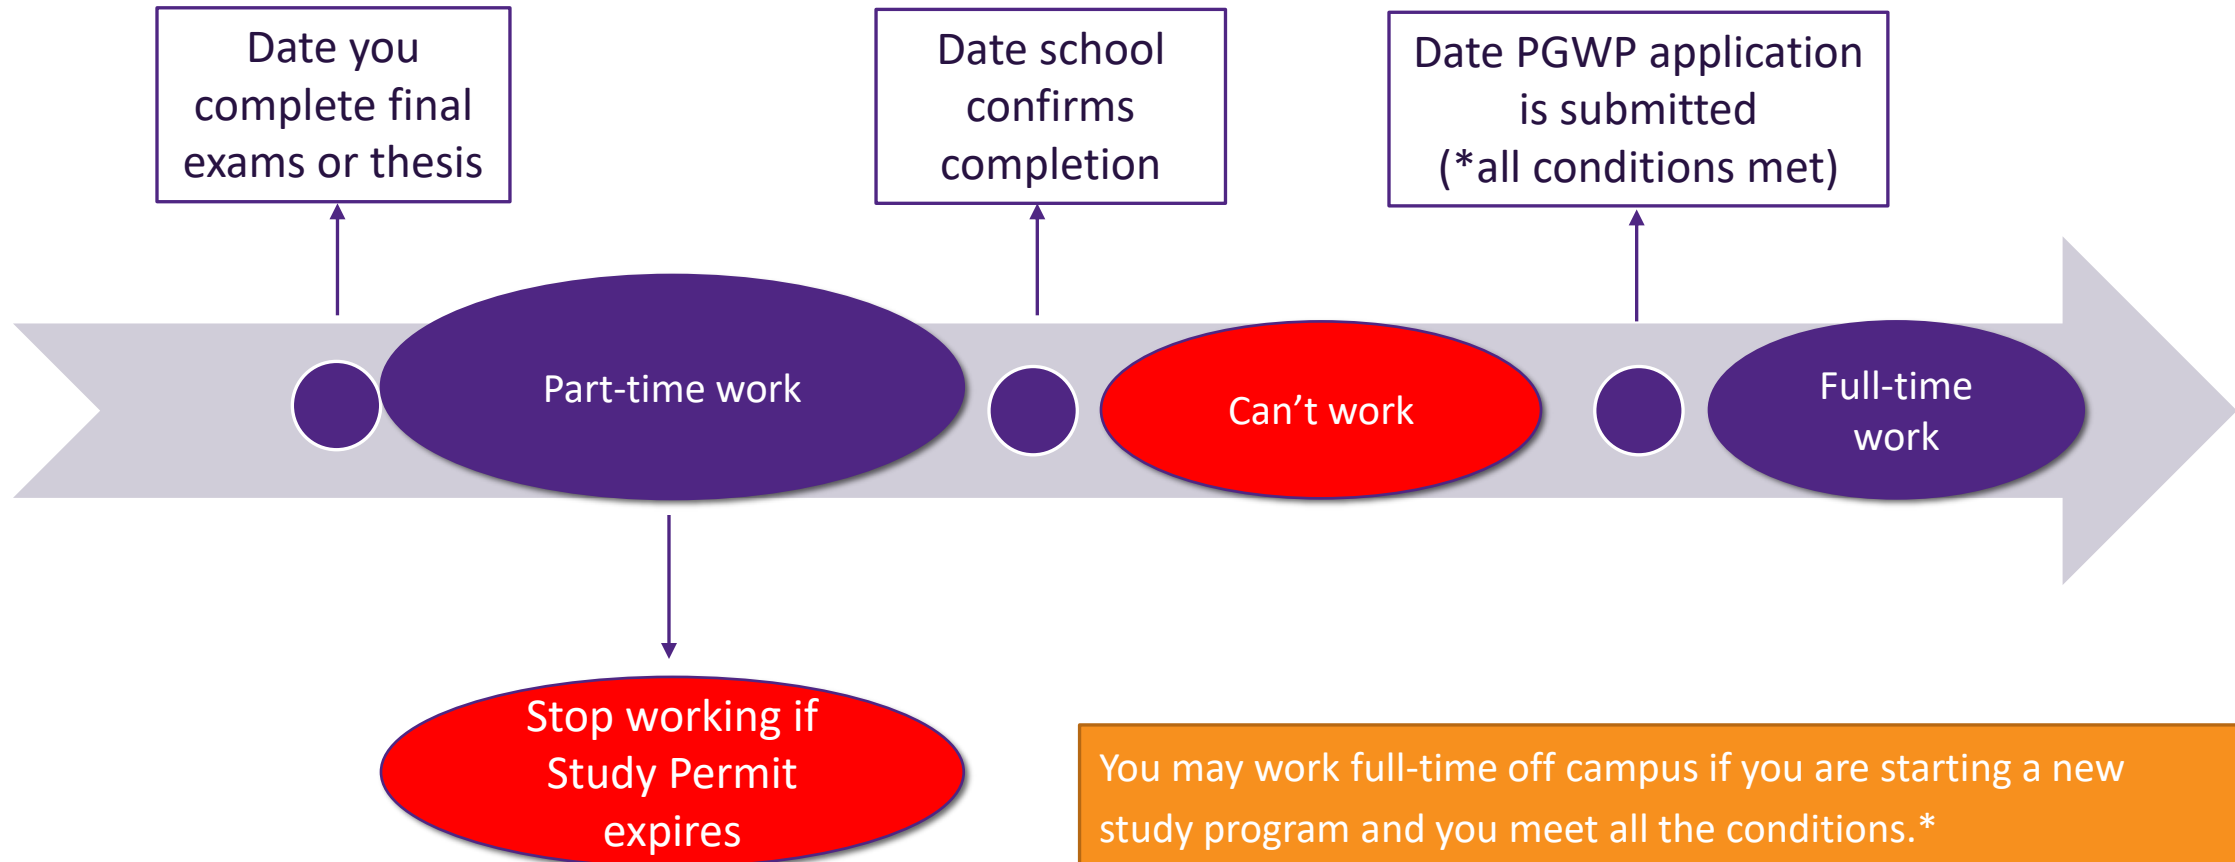 Date you
complete final
exams or thesis
Date school
confirms
completion
Date PGWP application
is submitted
(*all conditions met)
Part-time work
Can’t work
Full-time
work
Stop working if
Study Permit
expires
You may work full-time off campus if you are starting a new
study program and you meet all the conditions.*